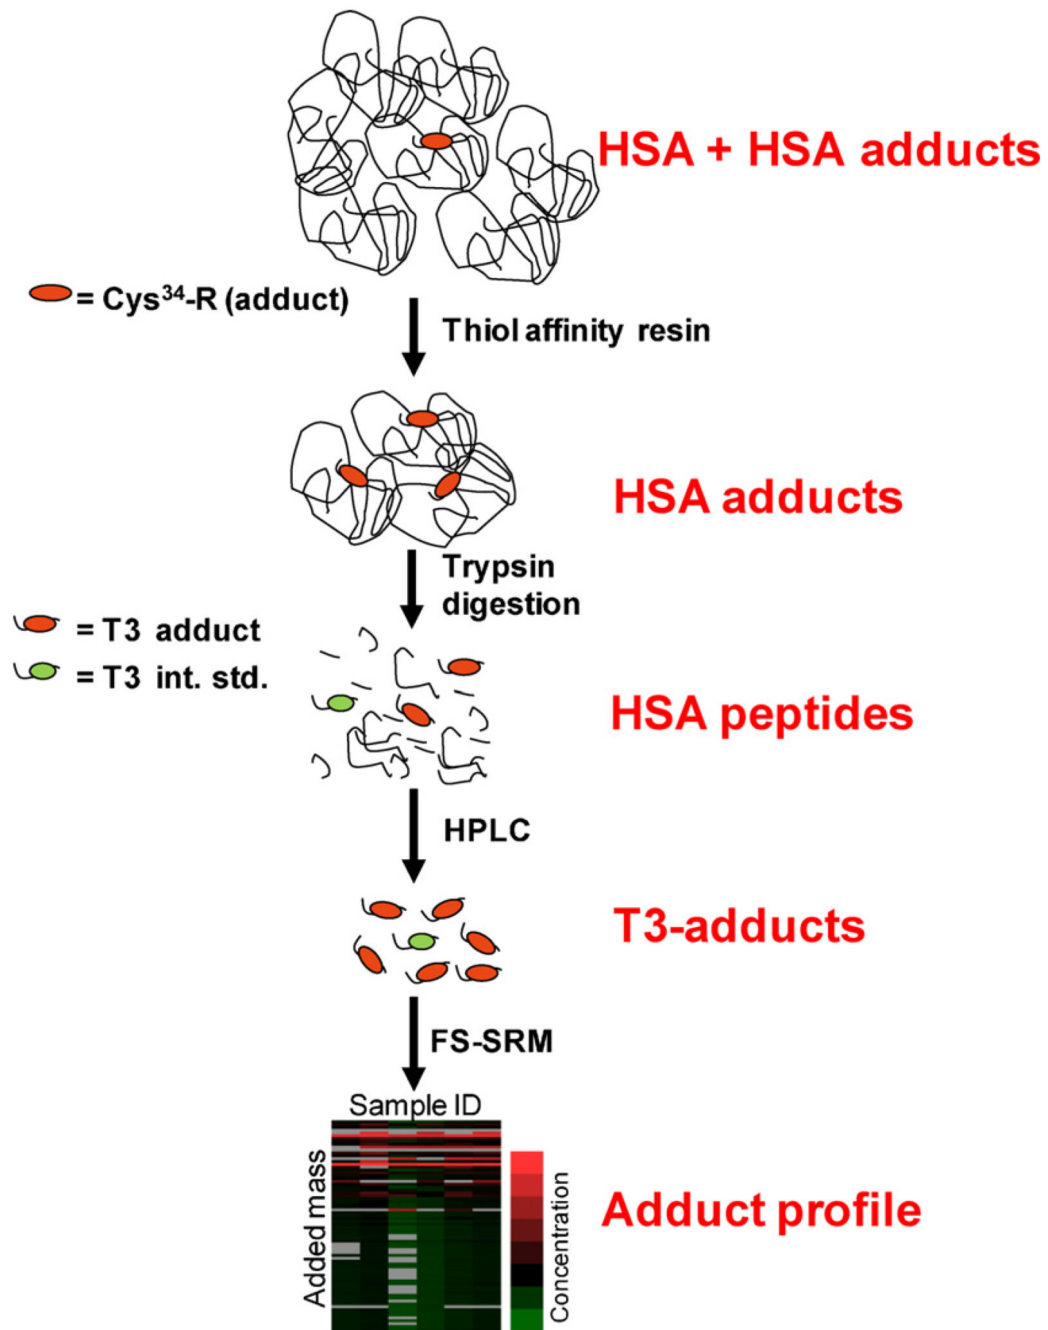 HSA + HSA adducts
= Cys³⁴-R (adduct)
Thiol affinity resin
HSA adducts
Trypsin
digestion
= T3 adduct
= T3 int. std.
HSA peptides
HPLC
T3-adducts
FS-SRM
Sample ID
Added mass
Concentration
Adduct profile